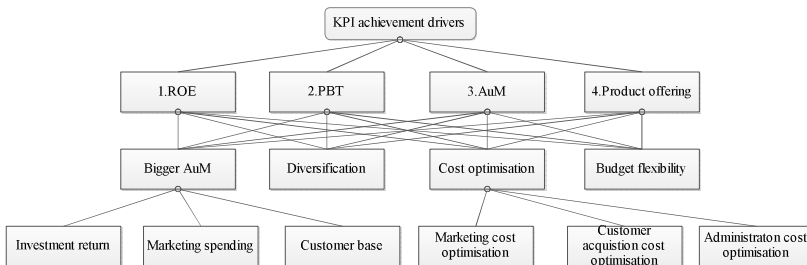 KPI achievement drivers
1.ROE
2.PBT
3.AuM
4.Product offering
Bigger AuM
Diversification
Cost optimisation
Budget flexibility
Investment return
Marketing spending
Customer base
Marketing cost
optimisation
Customer
acquistion cost
optimisation
Administraton cost
optimisation